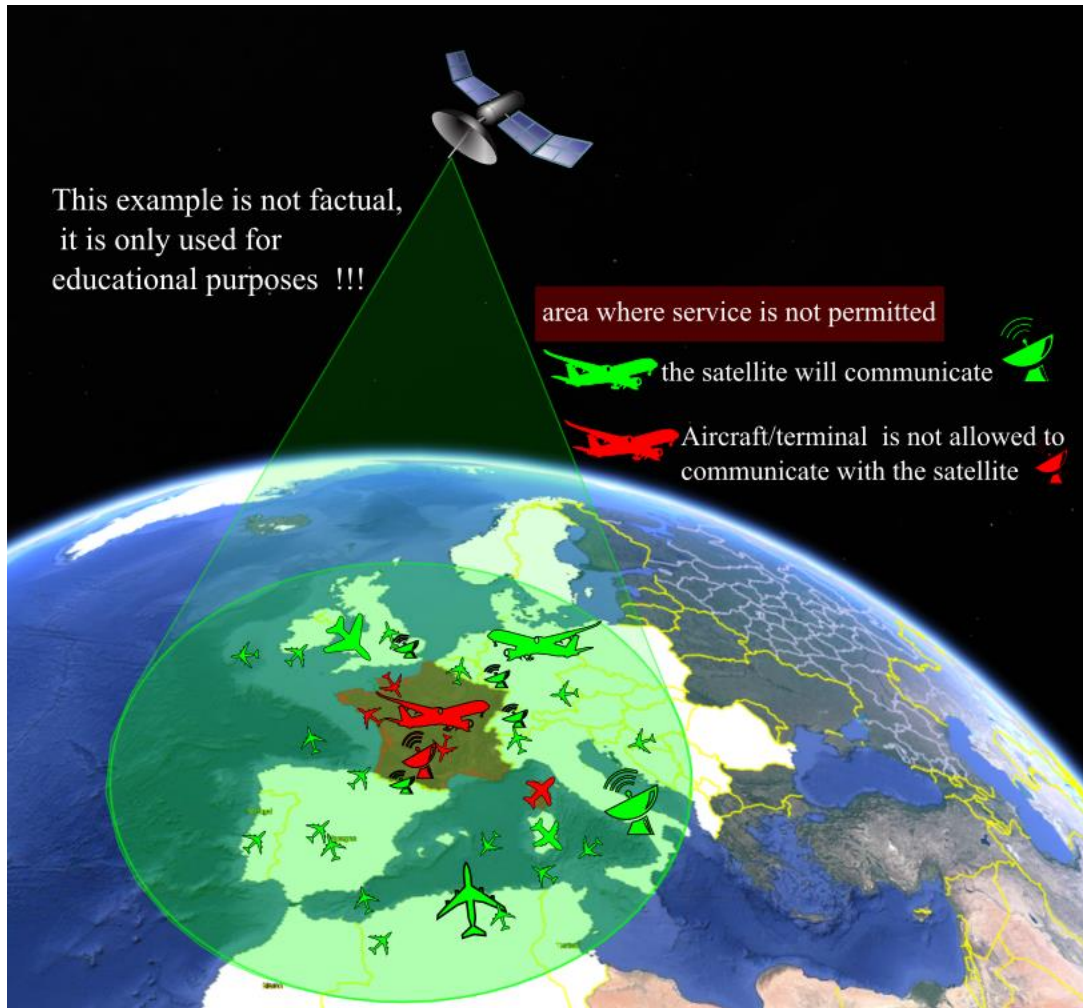 This example is not factual,
it is only used for
educational purposes !!!
area where service is not permitted
the satellite will communicate
Aircraft/terminal is not allowed to
communicate with the satellite